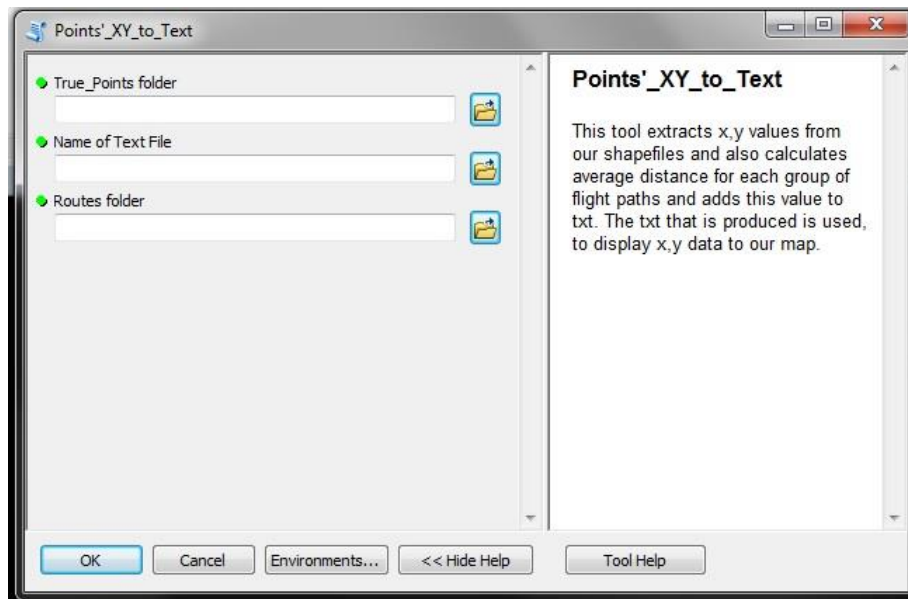 Points'_XY_to_Text
True_Points folder
Name of Text File
Routes folder
Points'_XY_to_Text
This tool extracts x,y values from
our shapefiles and also calculates
average distance for each group of
flight paths and adds this value to
txt. The txt that is produced is used,
to display x,y data to our map.
OK
Cancel
Environments...
<< Hide Help
Tool Help